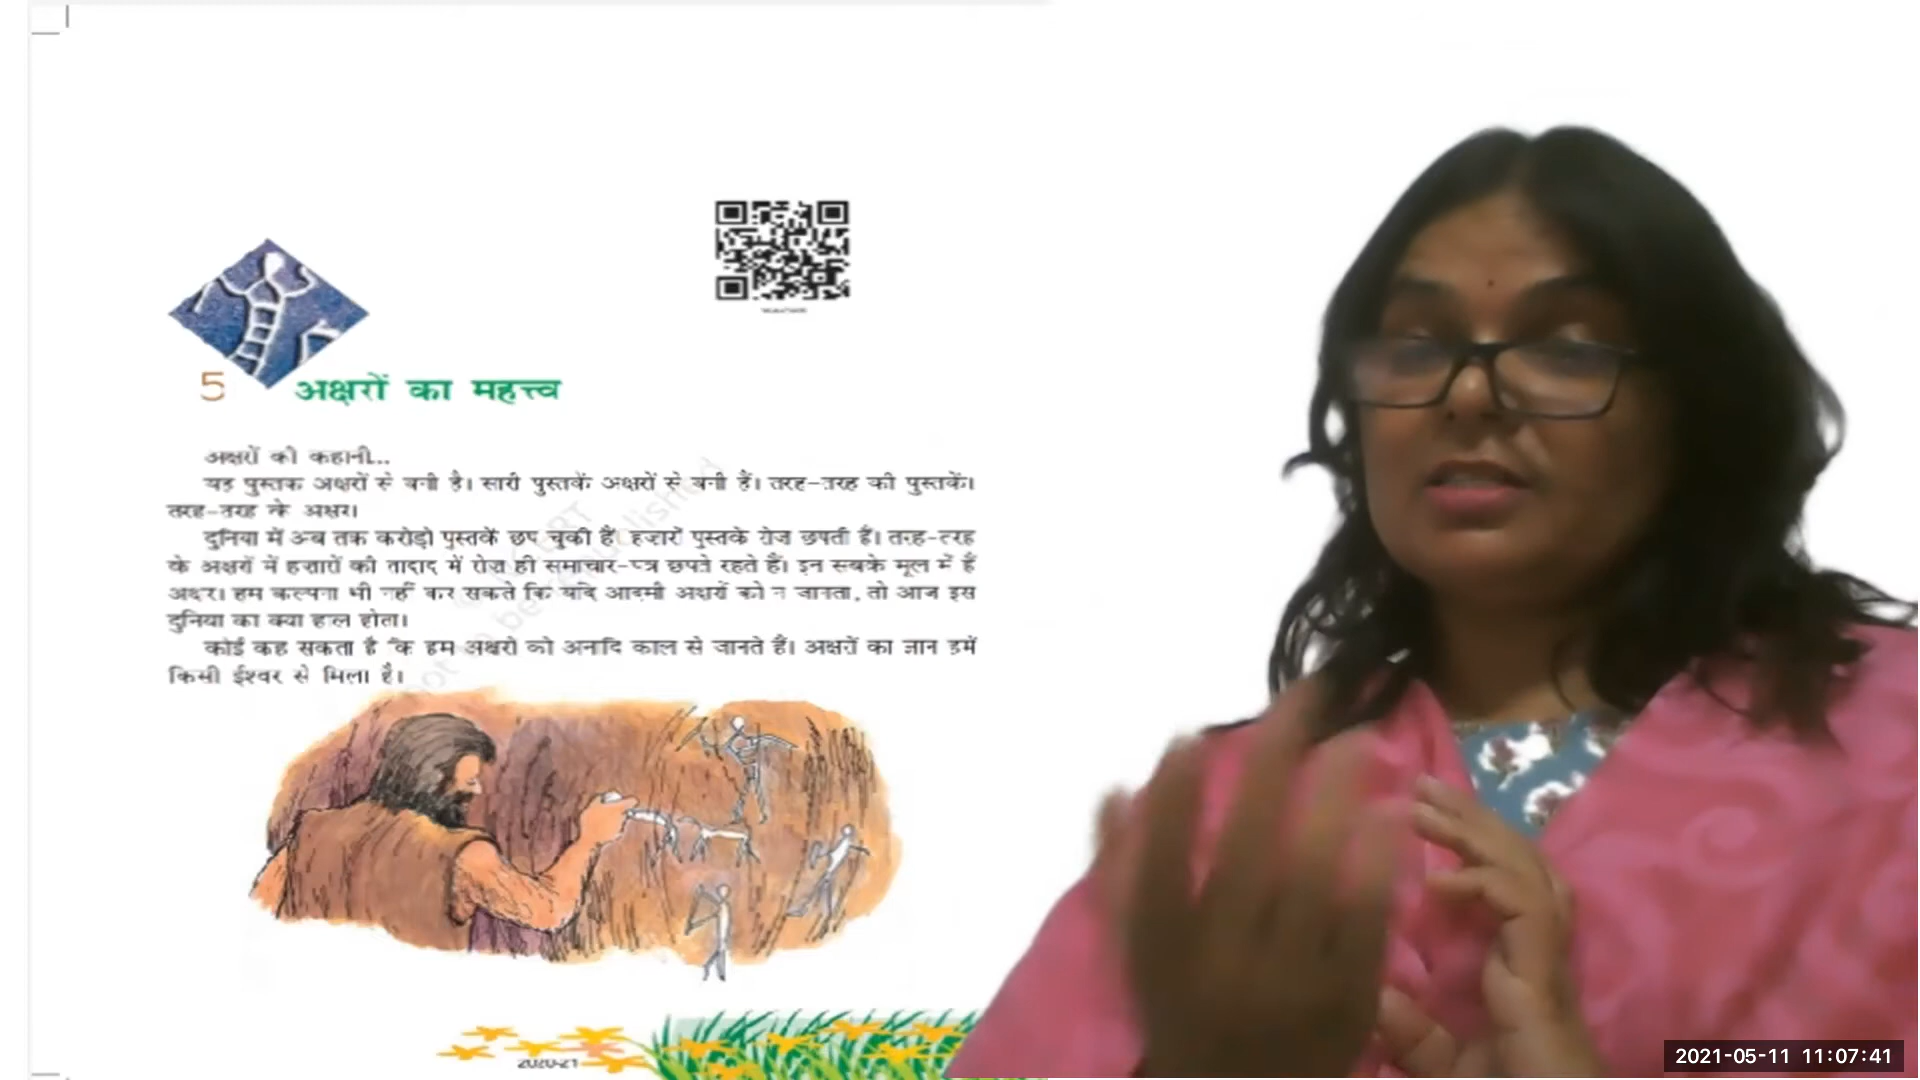 5 अक्षरों का महत्त्व
अक्षरों की कहानी...
यह पुस्तक अक्षरों से बनी है। सारी पुस्तकें अक्षरों से बनी हैं। तरह-तरह की पुस्तकें।
तरह-तरह के अक्षर।
दुनिया में अब तक करोड़ों पुस्तकें छप चुकी हैं। हज़ारों पुस्तकें रोज़ छपती हैं। तरह-तरह
के अक्षरों में हज़ारों की तादाद में रोज़ ही समाचार-पत्र छपते रहते हैं। इन सबके मूल में हैं
अक्षर। हम कल्पना भी नहीं कर सकते कि यदि आदमी अक्षरों को न जानता, तो आज इस
दुनिया का क्या हाल होता।
कोई कह सकता है कि हम अक्षरों को अनादि काल से जानते हैं। अक्षरों का ज्ञान हमें
किसी ईश्वर से मिला है।
2020-21
2021-05-11 11:07:41